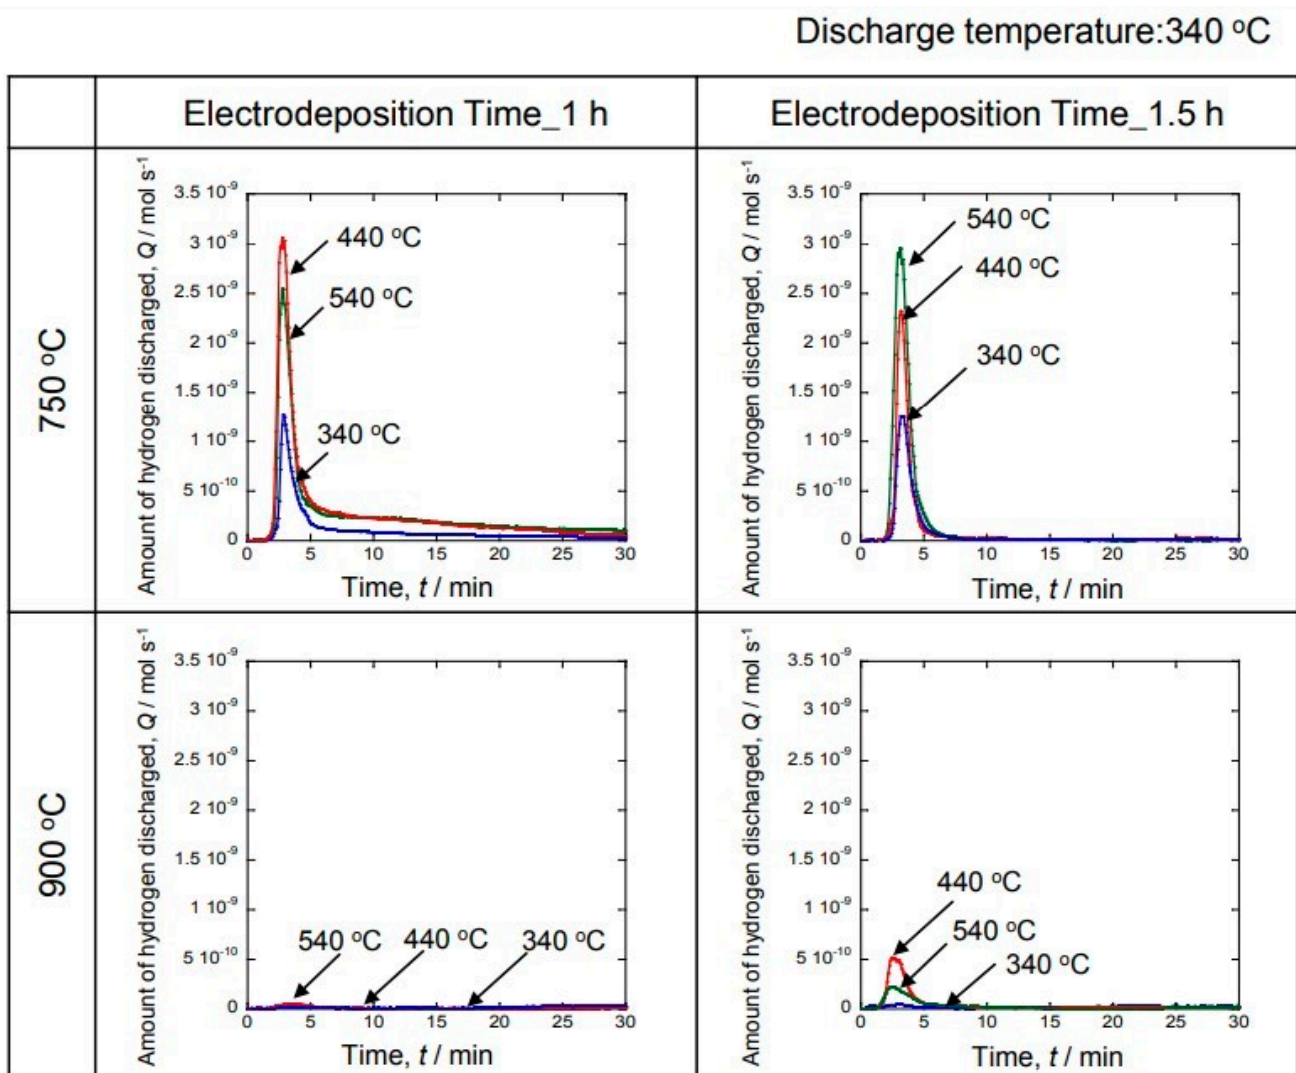 Discharge temperature:340 °C
Electrodeposition Time_1 h
Electrodeposition Time_1.5 h
750 °C
Amount of hydrogen discharged, Q / mol s⁻¹
3.5 10⁻⁹
3 10⁻⁹
2.5 10⁻⁹
2 10⁻⁹
1.5 10⁻⁹
1 10⁻⁹
5 10⁻¹⁰
0
440 °C
540 °C
340 °C
0 5 10 15 20 25 30
Time, t / min
Amount of hydrogen discharged, Q / mol s⁻¹
3.5 10⁻⁹
3 10⁻⁹
2.5 10⁻⁹
2 10⁻⁹
1.5 10⁻⁹
1 10⁻⁹
5 10⁻¹⁰
0
540 °C
440 °C
340 °C
0 5 10 15 20 25 30
Time, t / min
900 °C
Amount of hydrogen discharged, Q / mol s⁻¹
3.5 10⁻⁹
3 10⁻⁹
2.5 10⁻⁹
2 10⁻⁹
1.5 10⁻⁹
1 10⁻⁹
5 10⁻¹⁰
0
540 °C 440 °C 340 °C
0 5 10 15 20 25 30
Time, t / min
Amount of hydrogen discharged, Q / mol s⁻¹
3.5 10⁻⁹
3 10⁻⁹
2.5 10⁻⁹
2 10⁻⁹
1.5 10⁻⁹
1 10⁻⁹
5 10⁻¹⁰
0
440 °C
540 °C
340 °C
0 5 10 15 20 25 30
Time, t / min